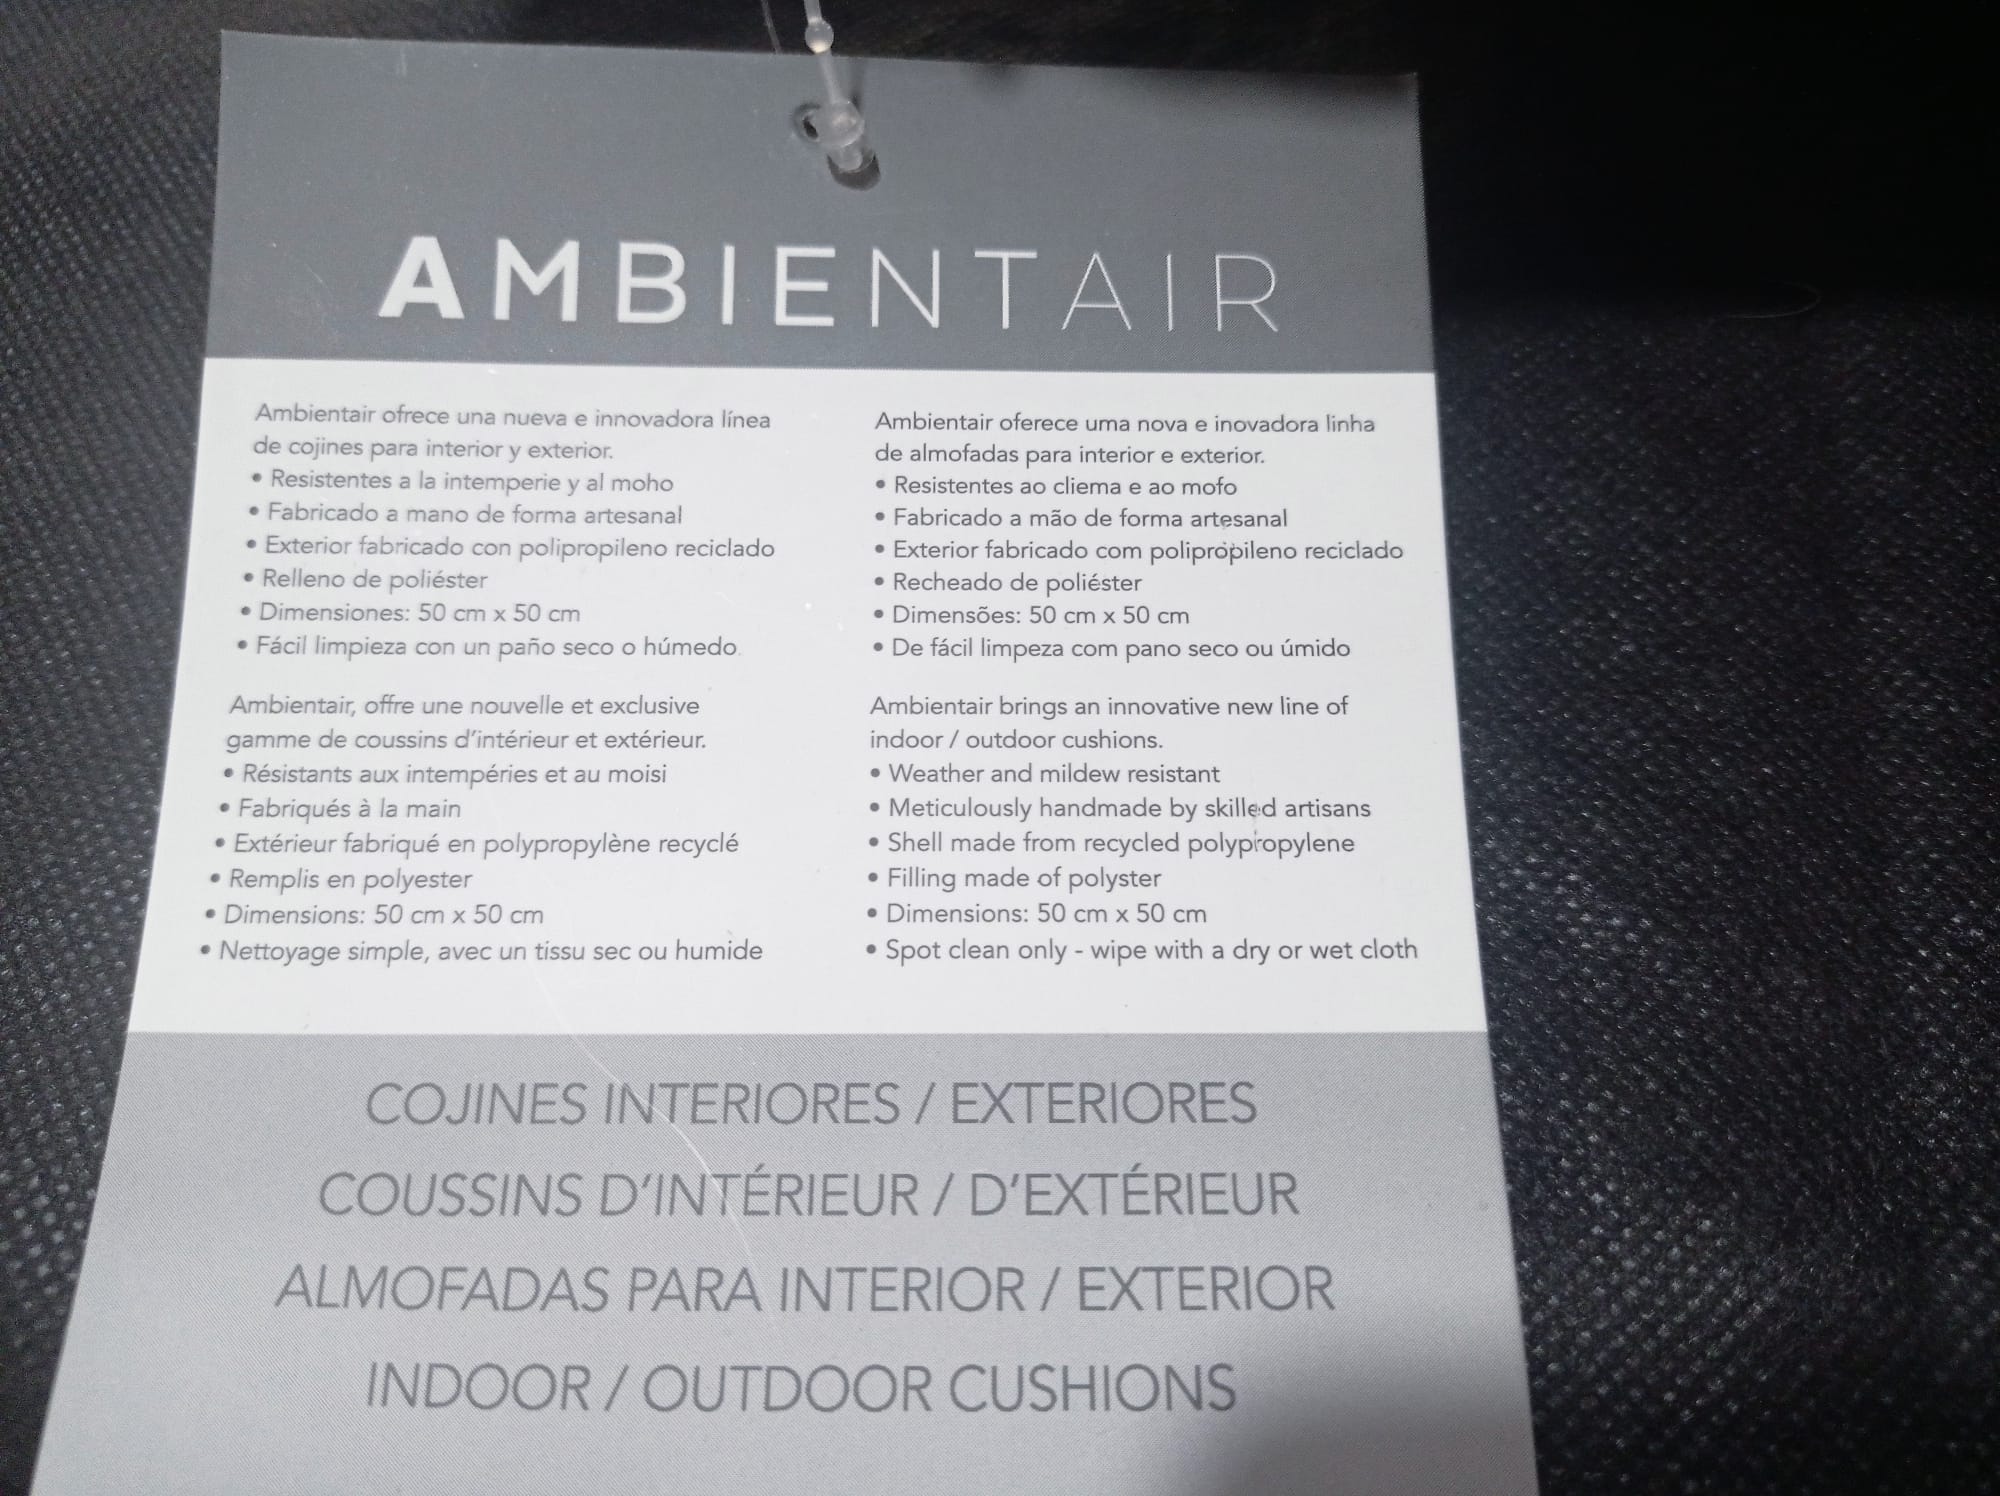 AMBIENTAIR
Ambientair ofrece una nueva e innovadora línea
de cojines para interior y exterior.
• Resistentes a la intemperie y al moho
• Fabricado a mano de forma artesanal
• Exterior fabricado con polipropileno reciclado
• Relleno de poliéster
• Dimensiones: 50 cm x 50 cm
• Fácil limpieza con un paño seco o húmedo.
Ambientair oferece uma nova e inovadora linha
de almofadas para interior e exterior.
• Resistentes ao cliema e ao mofo
• Fabricado a mão de forma artesanal
• Exterior fabricado com polipropileno reciclado
• Recheado de poliéster
• Dimensões: 50 cm x 50 cm
• De fácil limpeza com pano seco ou úmido
Ambientair, offre une nouvelle et exclusive
gamme de coussins d'intérieur et extérieur.
• Résistants aux intempéries et au moisi
• Fabriqués à la main
• Extérieur fabriqué en polypropylène recyclé
• Remplis en polyester
• Dimensions: 50 cm x 50 cm
• Nettoyage simple, avec un tissu sec ou humide
Ambientair brings an innovative new line of
indoor / outdoor cushions.
• Weather and mildew resistant
• Meticulously handmade by skilled artisans
• Shell made from recycled polypropylene
• Filling made of polyster
• Dimensions: 50 cm x 50 cm
• Spot clean only - wipe with a dry or wet cloth
COJINES INTERIORES / EXTERIORES
COUSSINS D'INTÉRIEUR / D'EXTÉRIEUR
ALMOFADAS PARA INTERIOR / EXTERIOR
INDOOR / OUTDOOR CUSHIONS